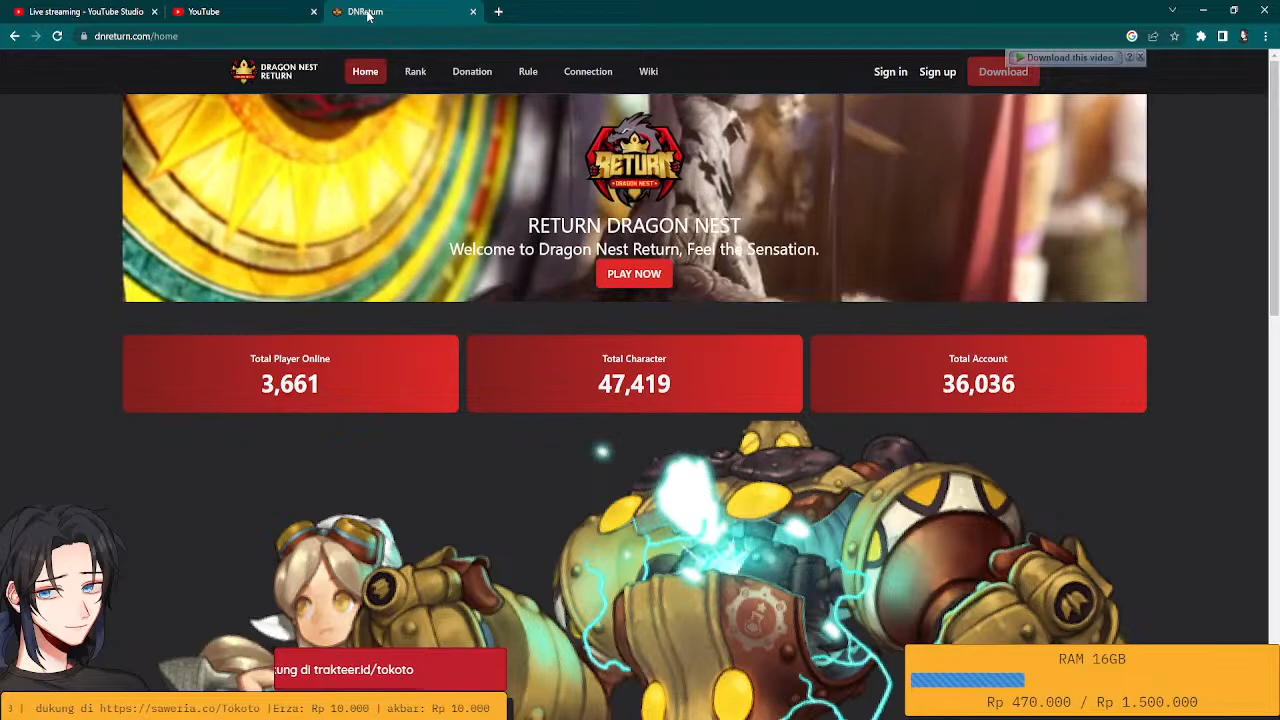 Live streaming - YouTube Studio
YouTube
DNReturn
dnreturn.com/home
DRAGON NEST
RETURN
Home
Rank
Donation
Rule
Connection
Wiki
Sign in
Sign up
Download
Download this video
?
RETURN
DRAGON NEST
RETURN DRAGON NEST
Welcome to Dragon Nest Return, Feel the Sensation.
PLAY NOW
Total Player Online
3,661
Total Character
47,419
Total Account
36,036
ung di trakteer.id/tokoto
| dukung di https://saweria.co/Tokoto |Erza: Rp 10.000 | akbar: Rp 10.000
RAM 16GB
Rp 470.000 / Rp 1.500.000